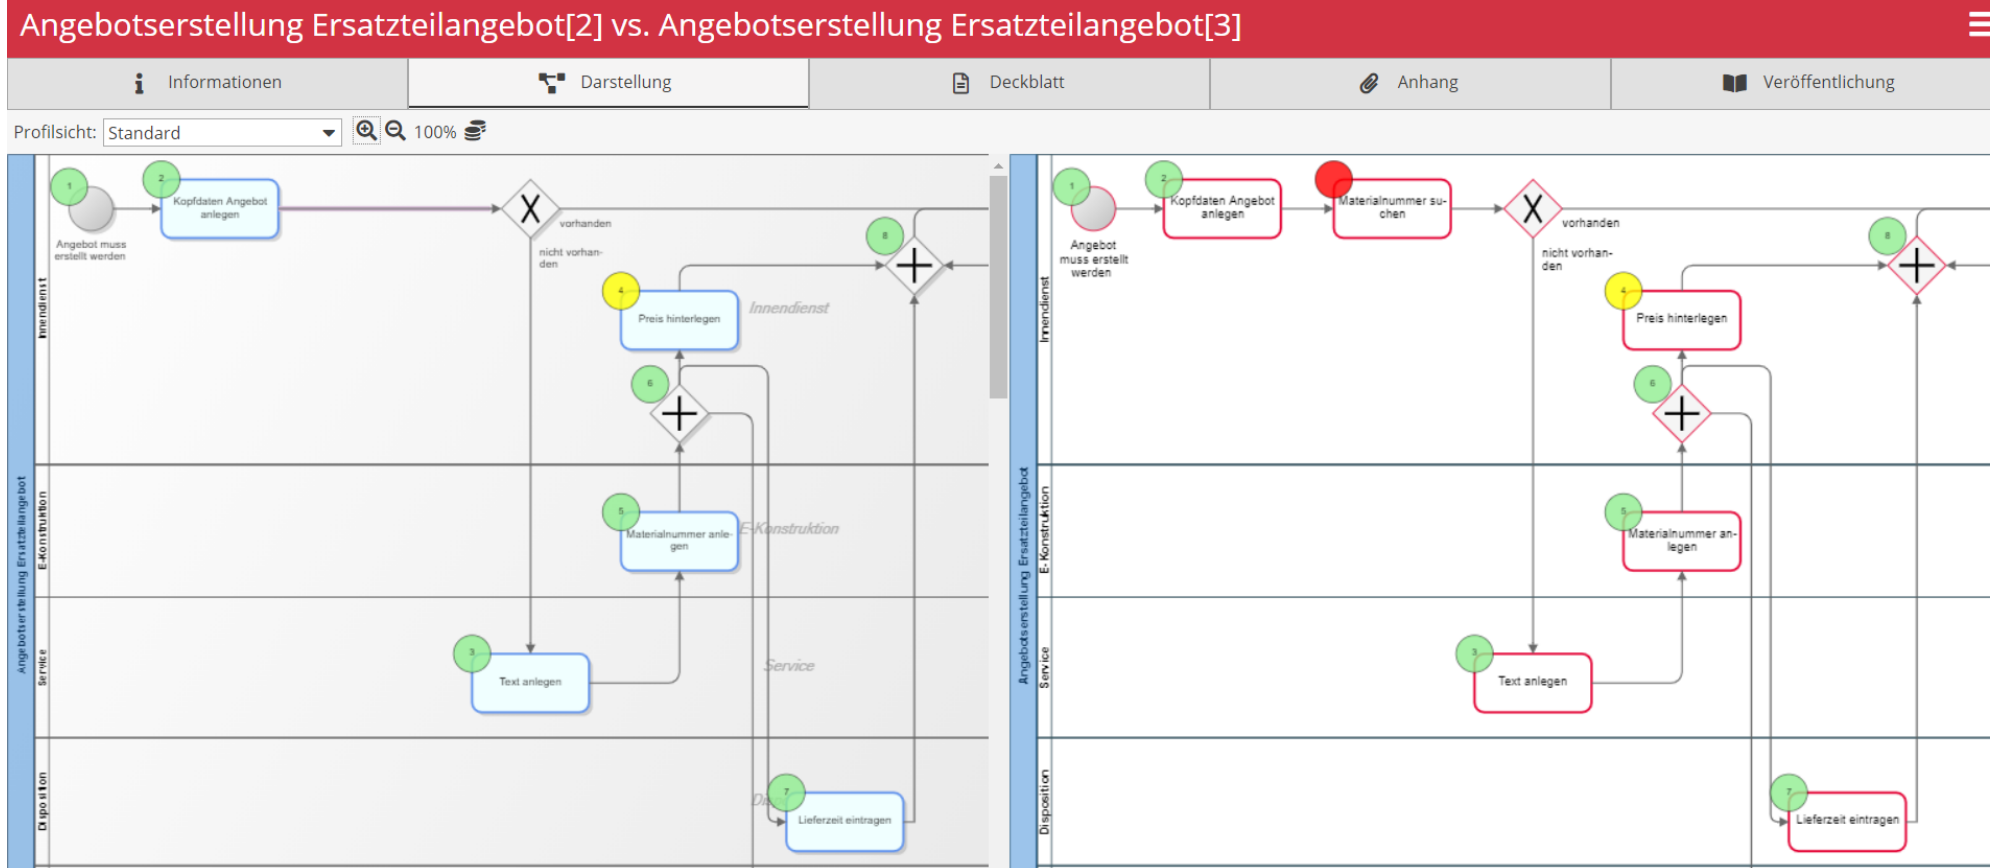 Angebotserstellung Ersatzteilangebot[2] vs. Angebotserstellung Ersatzteilangebot[3]
Informationen
Darstellung
Deckblatt
Anhang
Veröffentlichung
Profilsicht:
Standard
100%
Angebotserstellung Ersatzteilangebot
Innendienst
1
Angebot muss
erstellt werden
2
Kopfdaten Angebot
anlegen
X
vorhanden
nicht vorhan-
den
8
4
Preis hinterlegen
Innendienst
6
E-Konstruktion
5
Materialnummer anle-
gen
E-Konstruktion
Service
3
Text anlegen
Service
Disposition
7
Lieferzeit eintragen
Angebotserstellung Ersatzteilangebot
Innendienst
1
Angebot
muss erstellt
werden
2
Kopfdaten Angebot
anlegen
Materialnummer su-
chen
X
vorhanden
nicht vorhan-
den
8
4
Preis hinterlegen
6
E-Konstruktion
5
Materialnummer an-
legen
Service
3
Text anlegen
Disposition
7
Lieferzeit eintragen